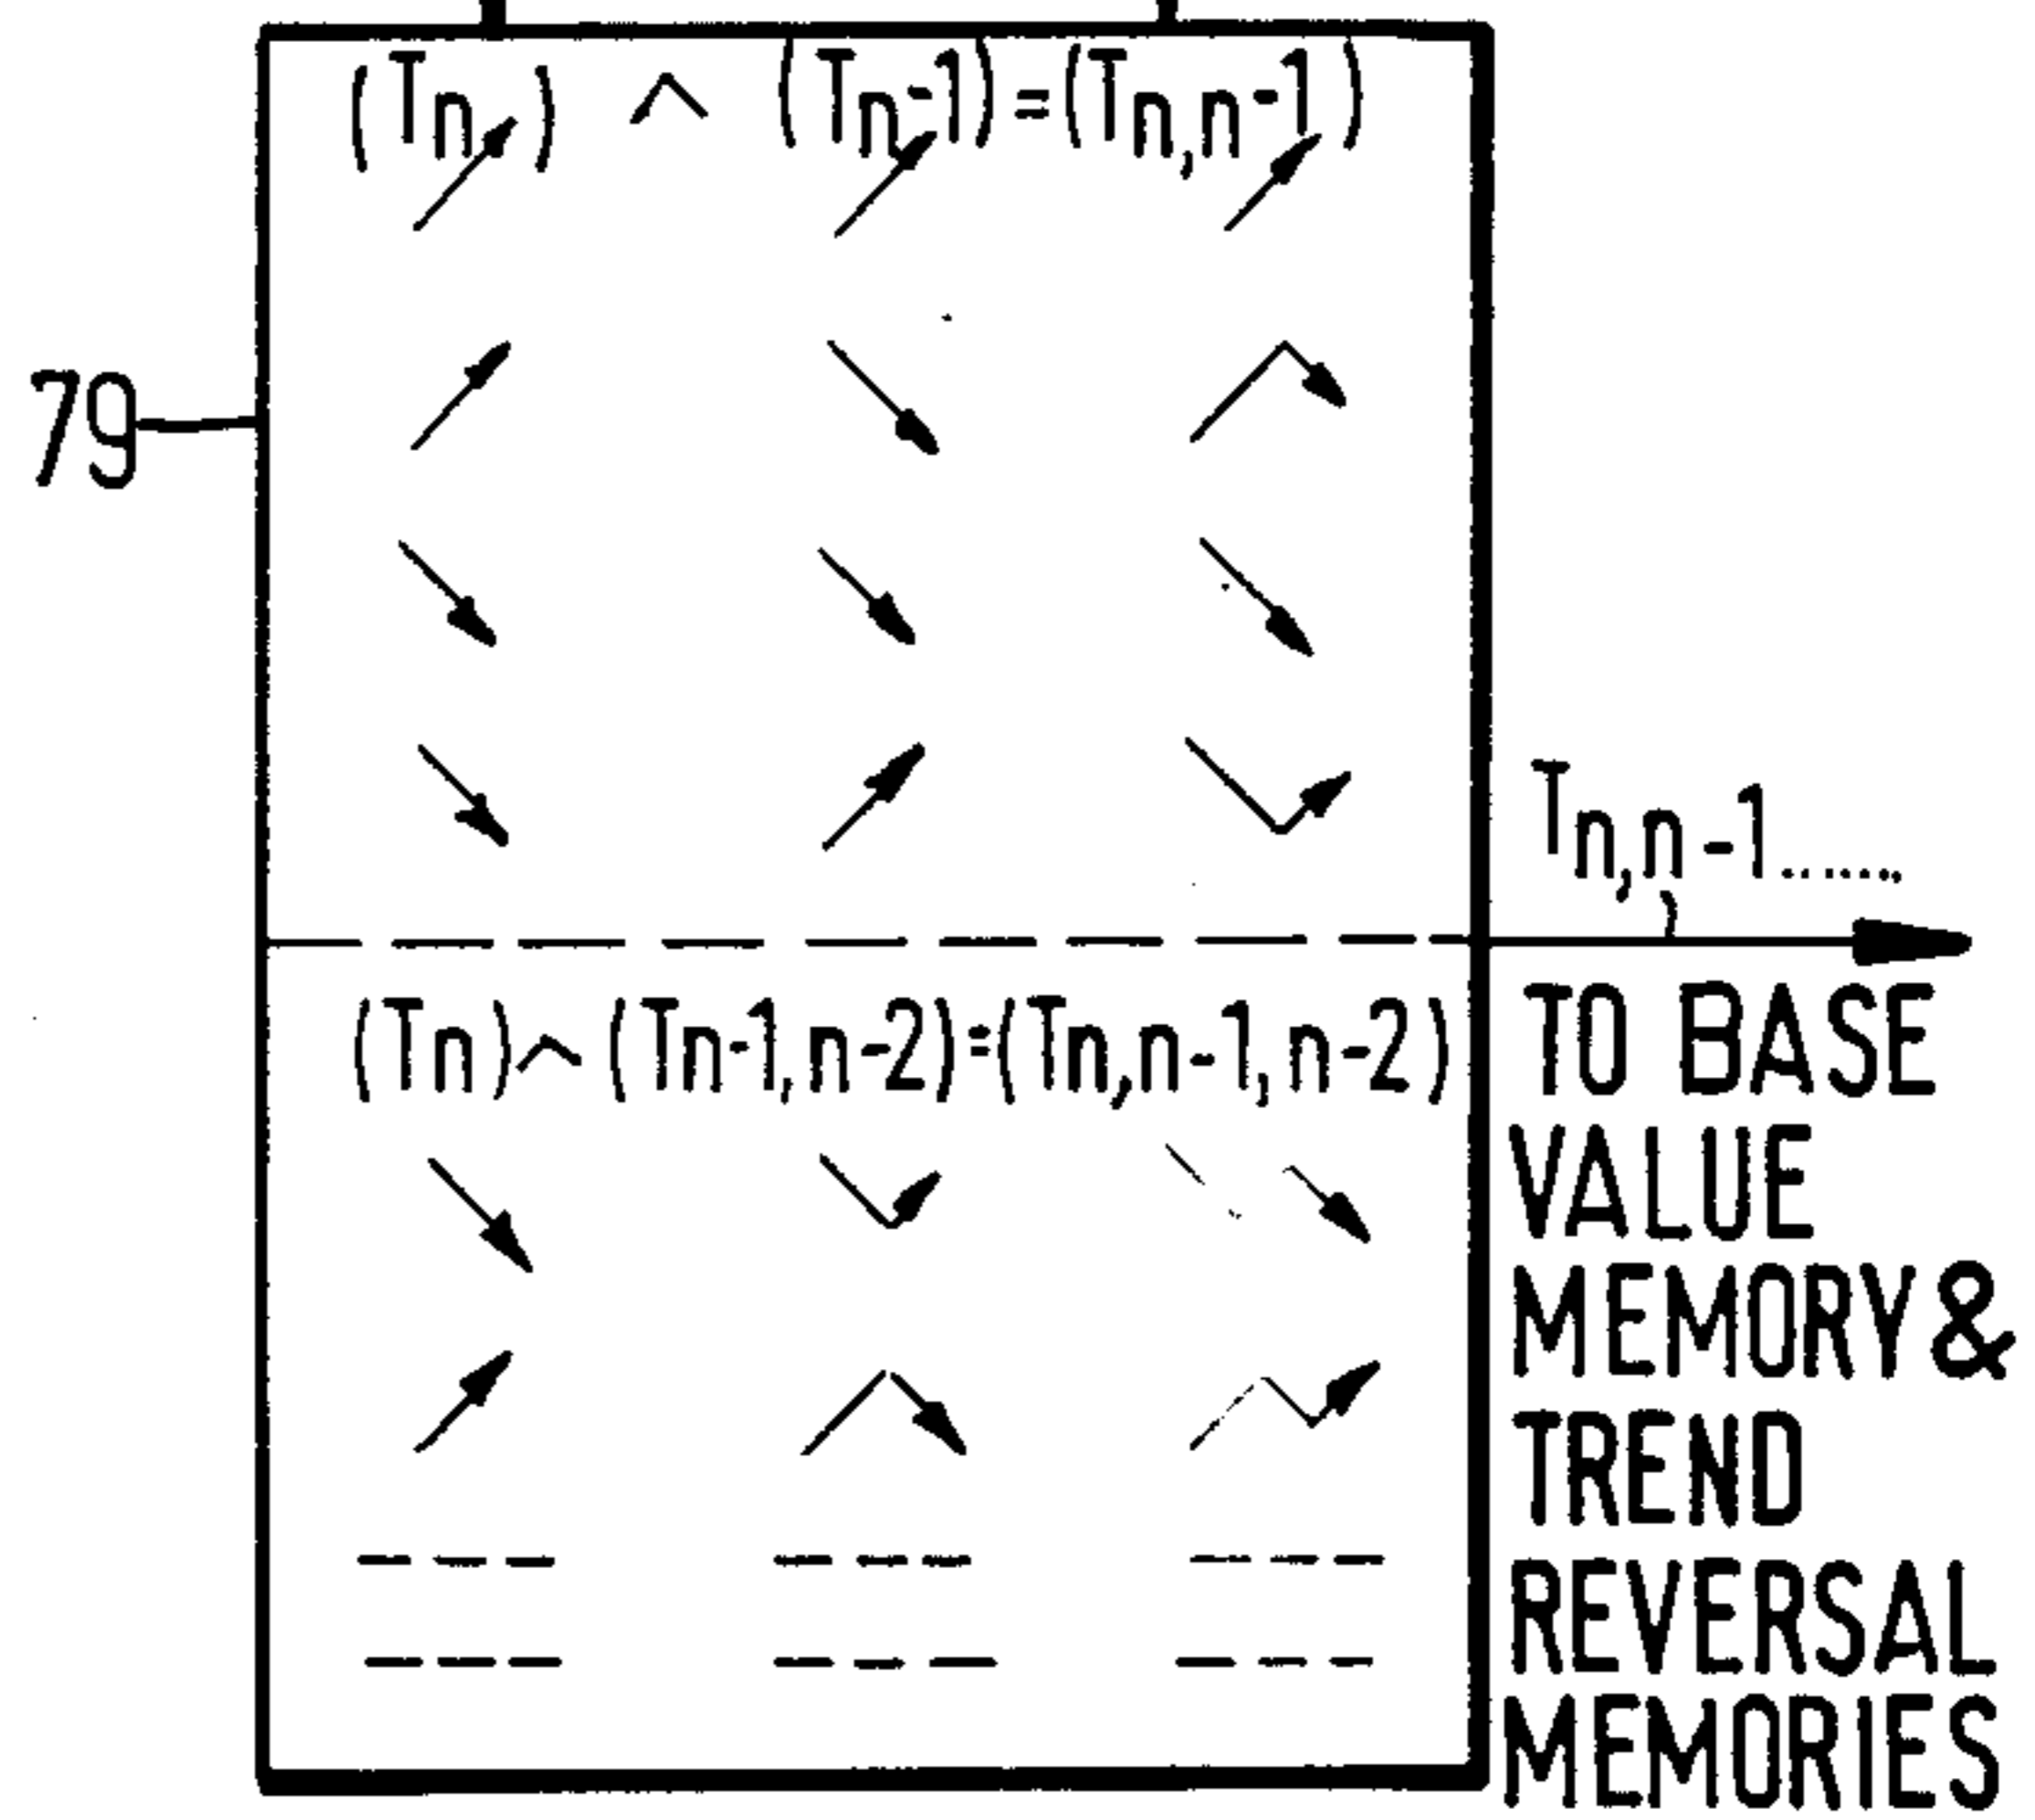 (Tn) ∧ (Tn-1)=(Tn,n-1)
79
Tn,n-1.......
(Tn)∧(Tn-1,n-2)=(Tn,n-1,n-2)
TO BASE
VALUE
MEMORY &
TREND
REVERSAL
MEMORIES